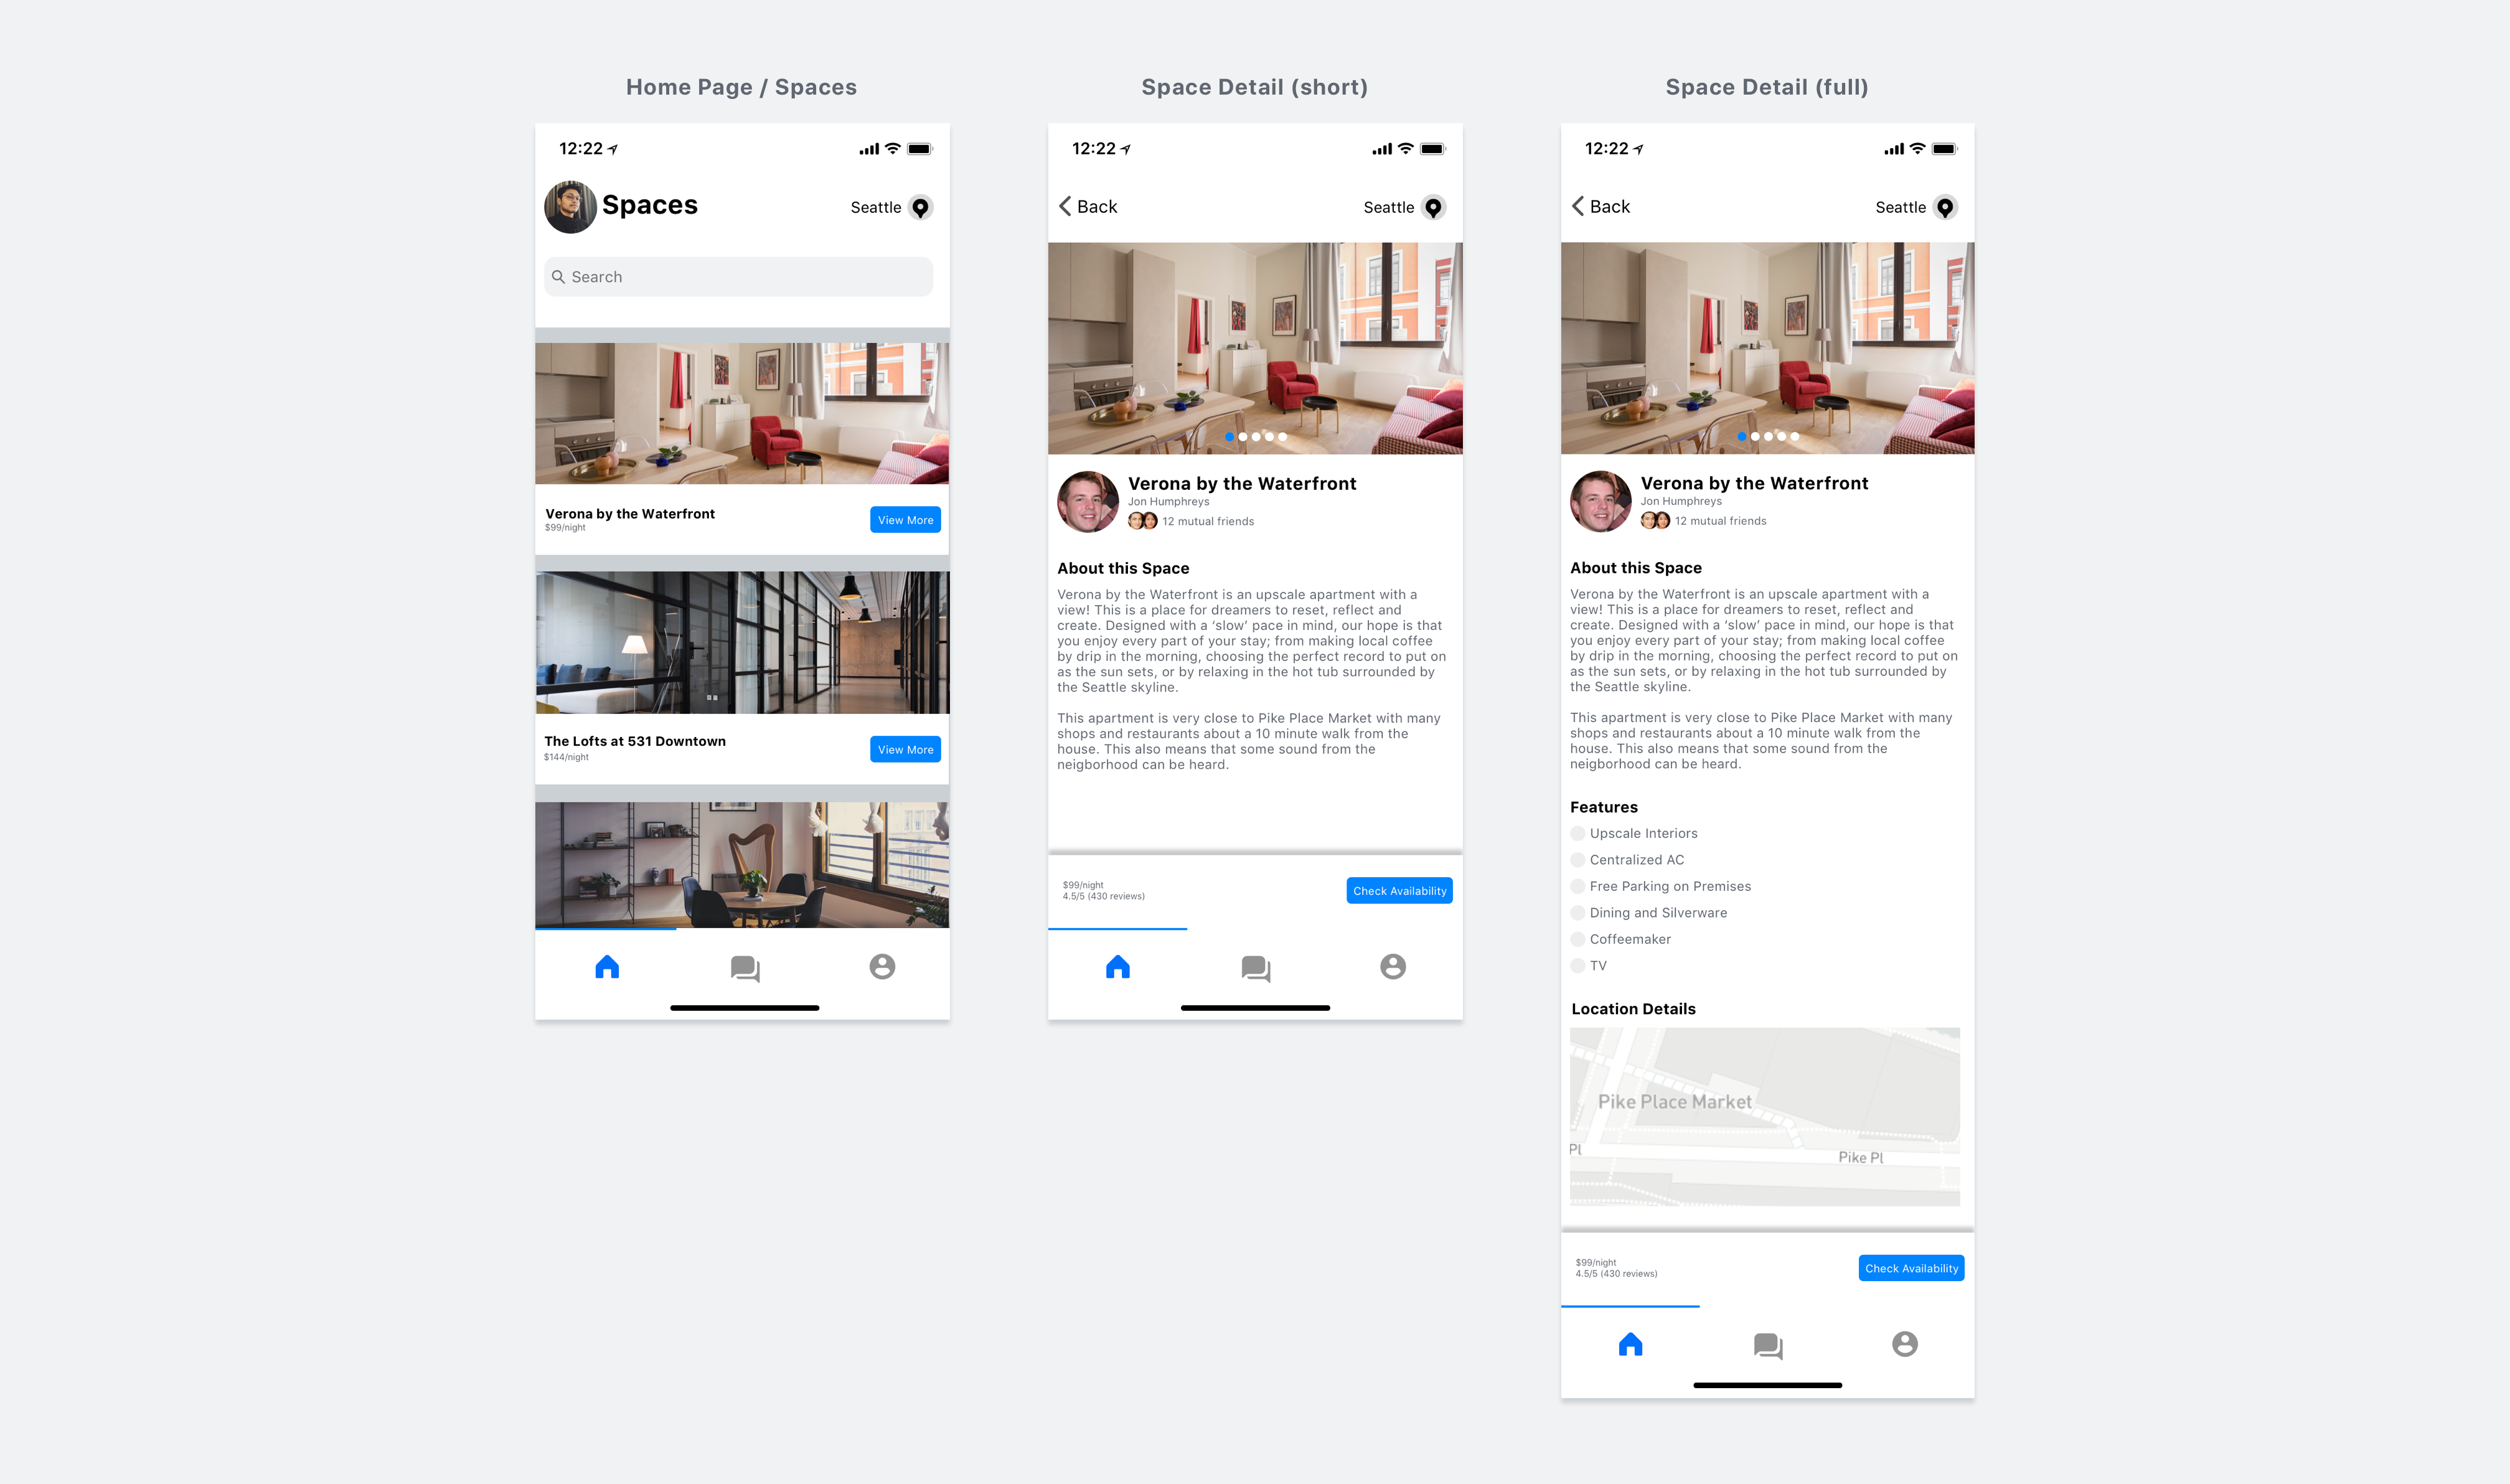 Home Page / Spaces
12:22
Spaces
Seattle
Search
Verona by the Waterfront
$99/night
View More
The Lofts at 531 Downtown
$144/night
View More
Space Detail (short)
12:22
Back
Seattle
Verona by the Waterfront
Jon Humphreys
12 mutual friends
About this Space
Verona by the Waterfront is an upscale apartment with a
view! This is a place for dreamers to reset, reflect and
create. Designed with a ‘slow’ pace in mind, our hope is that
you enjoy every part of your stay; from making local coffee
by drip in the morning, choosing the perfect record to put on
as the sun sets, or by relaxing in the hot tub surrounded by
the Seattle skyline.
This apartment is very close to Pike Place Market with many
shops and restaurants about a 10 minute walk from the
house. This also means that some sound from the
neigborhood can be heard.
$99/night
4.5/5 (430 reviews)
Check Availability
Space Detail (full)
12:22
Back
Seattle
Verona by the Waterfront
Jon Humphreys
12 mutual friends
About this Space
Verona by the Waterfront is an upscale apartment with a
view! This is a place for dreamers to reset, reflect and
create. Designed with a ‘slow’ pace in mind, our hope is that
you enjoy every part of your stay; from making local coffee
by drip in the morning, choosing the perfect record to put on
as the sun sets, or by relaxing in the hot tub surrounded by
the Seattle skyline.
This apartment is very close to Pike Place Market with many
shops and restaurants about a 10 minute walk from the
house. This also means that some sound from the
neigborhood can be heard.
Features
Upscale Interiors
Centralized AC
Free Parking on Premises
Dining and Silverware
Coffeemaker
TV
Location Details
Pike Place Market
Pl
Pike Pl
$99/night
4.5/5 (430 reviews)
Check Availability